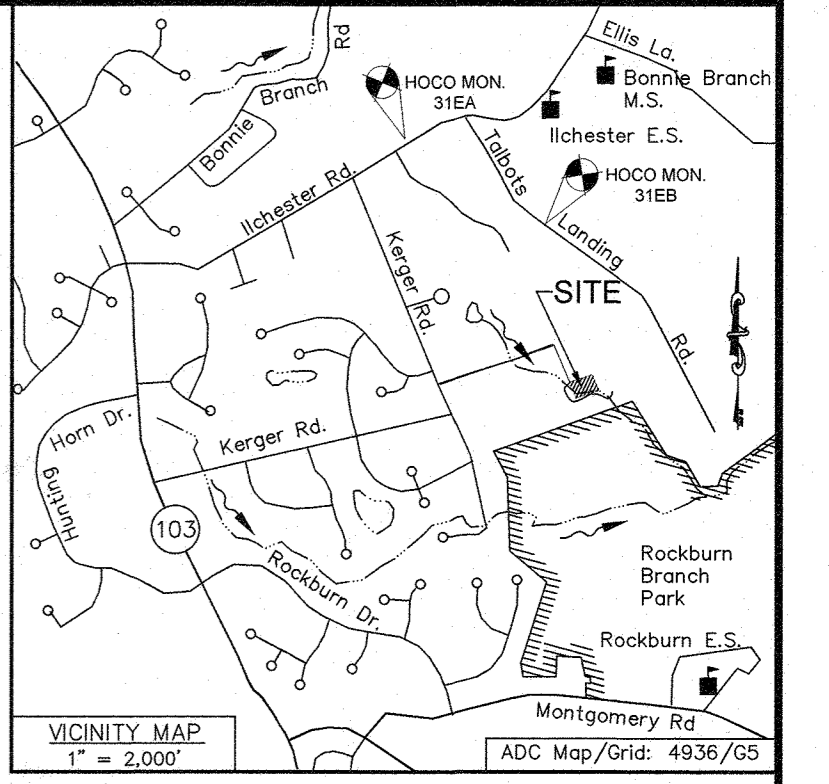 Rd
Bonnie
Branch
HOCO MON.
31EA
Ellis La.
Bonnie Branch
M.S.
Ilchester E.S.
Talbots
Landing
Rd.
HOCO MON.
31EB
Ilchester Rd.
Kerger
Rd.
SITE
Horn Dr.
Hunting
Kerger Rd.
103
Rockburn Dr.
Rockburn
Branch
Park
Rockburn E.S.
Montgomery Rd
VICINITY MAP
1" = 2,000'
ADC Map/Grid: 4936/G5